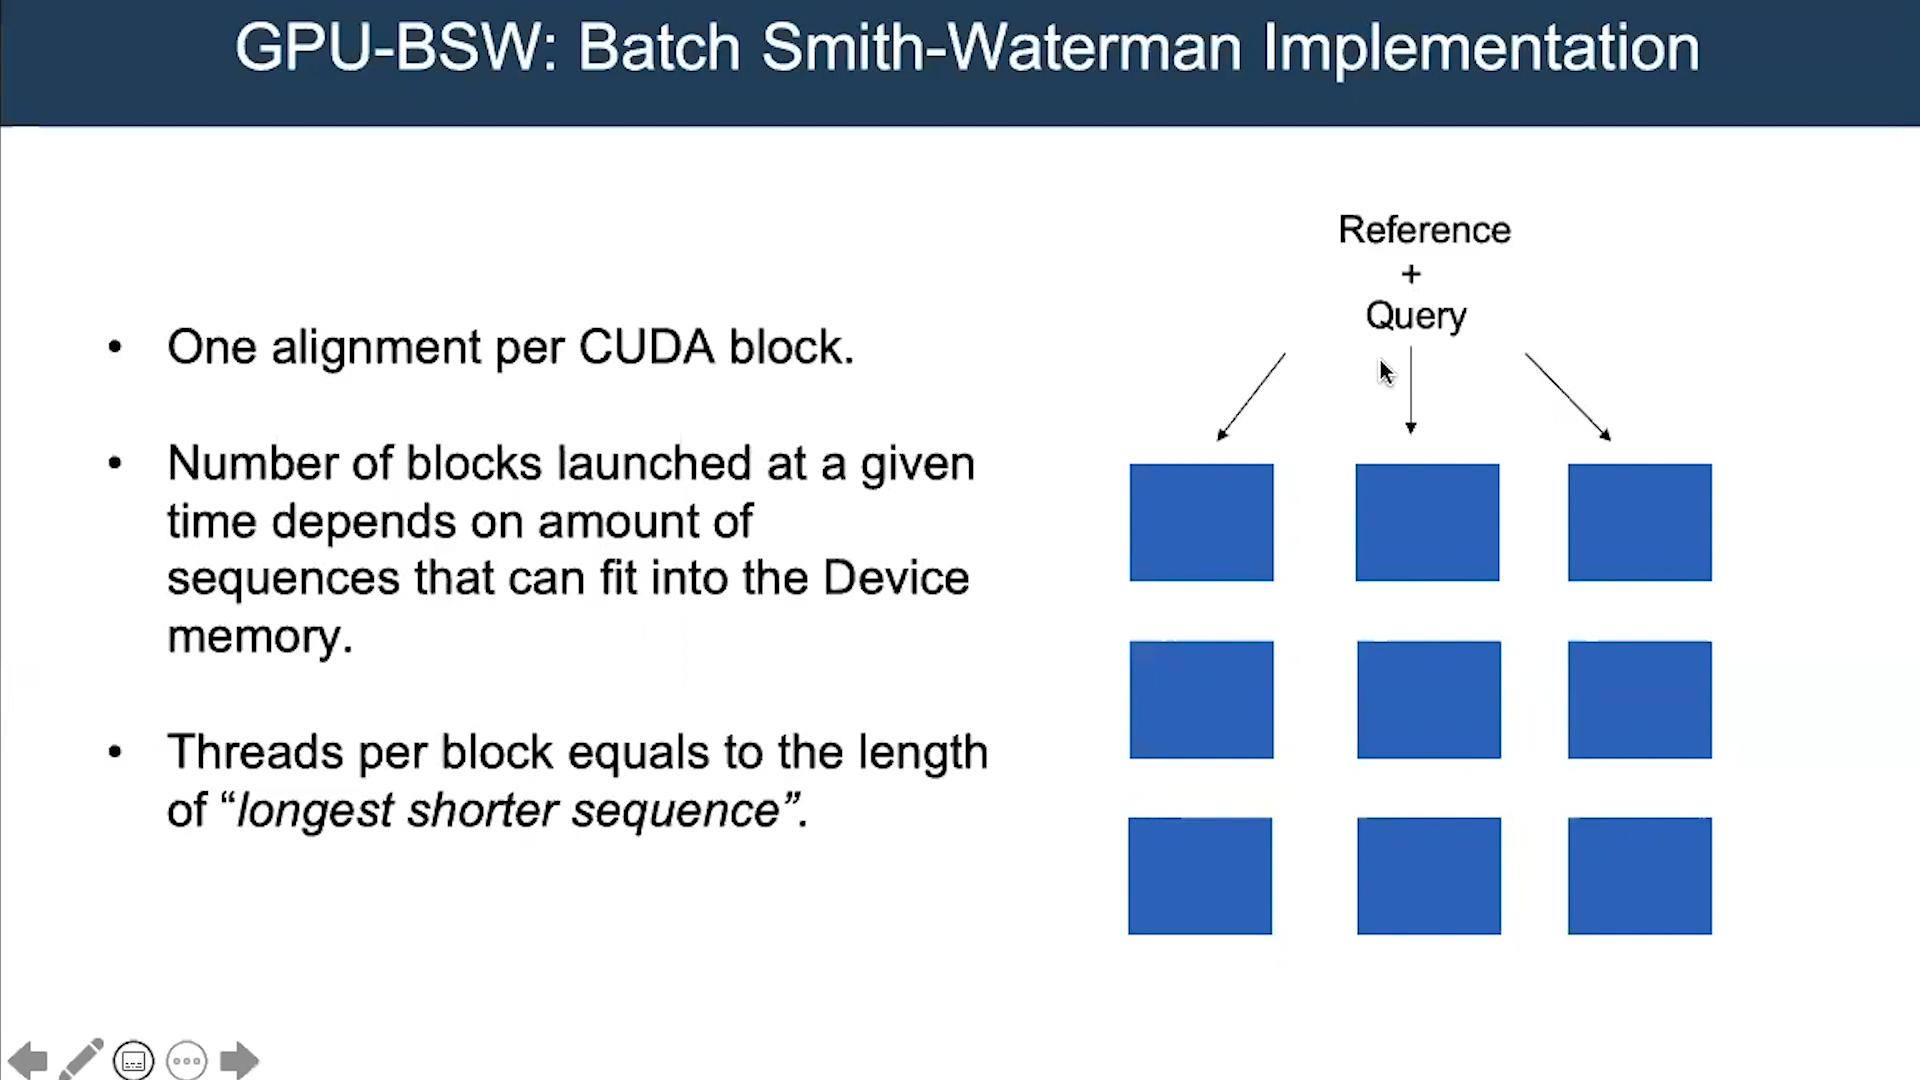 GPU-BSW: Batch Smith-Waterman Implementation
• One alignment per CUDA block.
• Number of blocks launched at a given
time depends on amount of
sequences that can fit into the Device
memory.
• Threads per block equals to the length
of “longest shorter sequence”.
Reference
+
Query